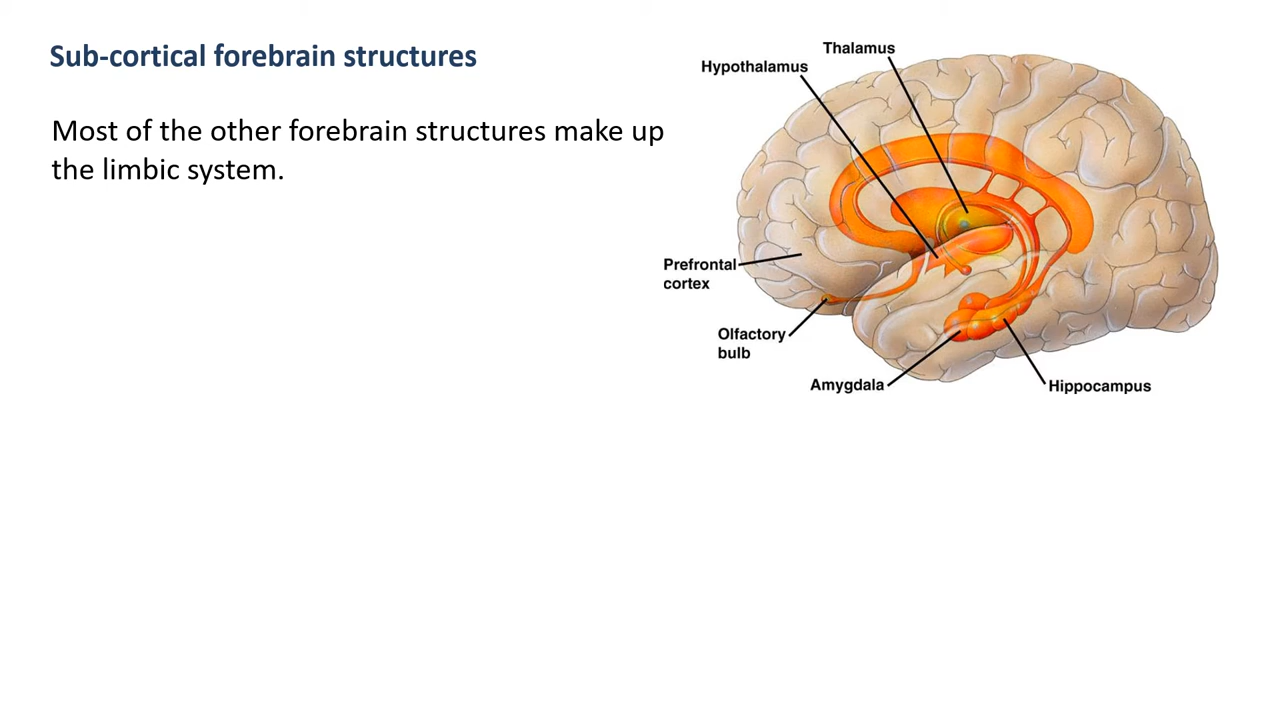 Sub-cortical forebrain structures
Most of the other forebrain structures make up
the limbic system.
Thalamus
Hypothalamus
Prefrontal
cortex
Olfactory
bulb
Amygdala
Hippocampus